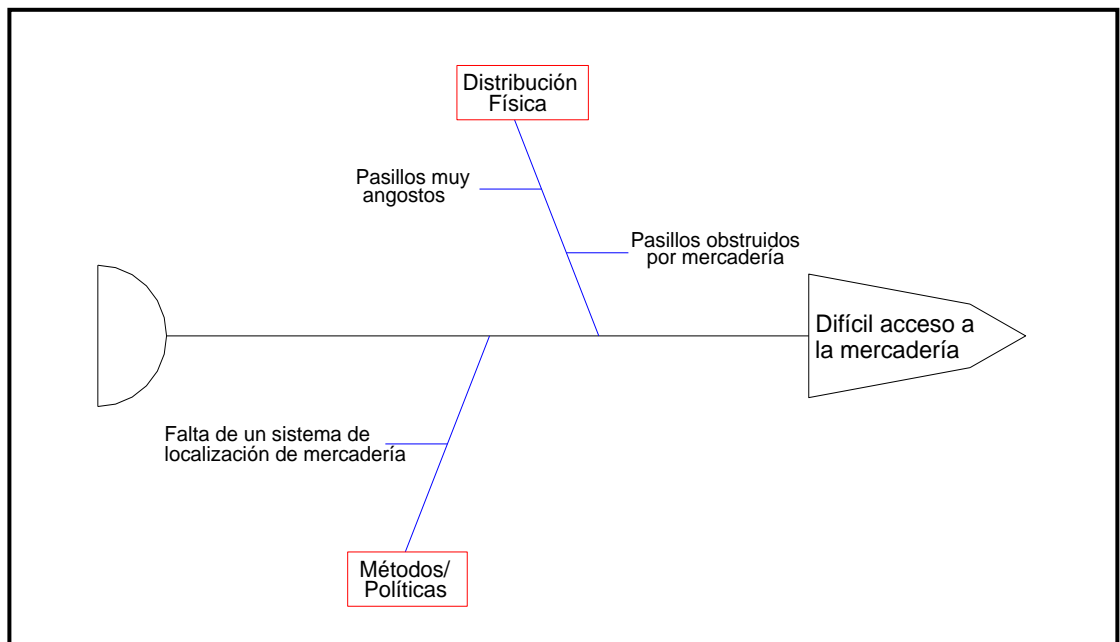 Distribución
Física
Pasillos muy
angostos
Pasillos obstruidos
por mercadería
Difícil acceso a
la mercadería
Falta de un sistema de
localización de mercadería
Métodos/
Políticas